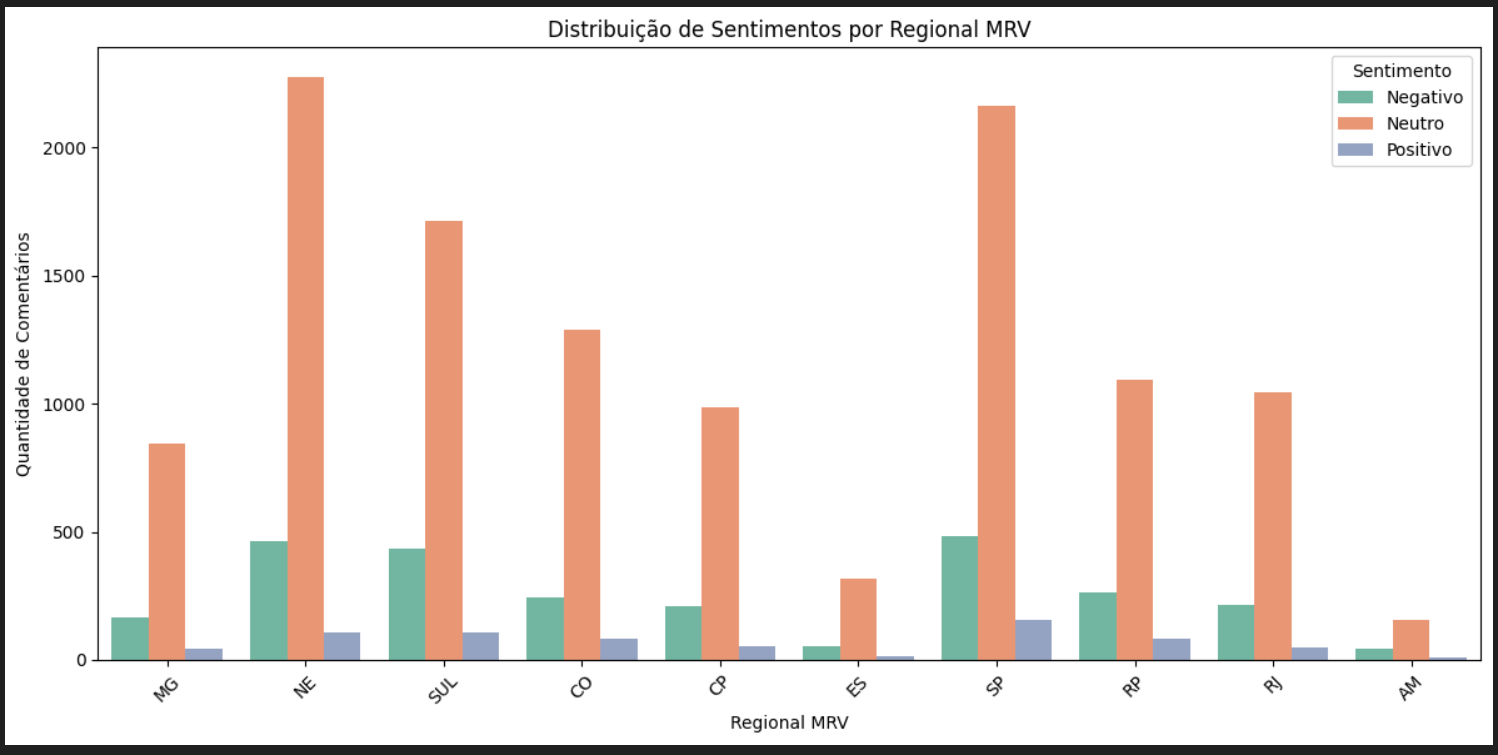 Distribuição de Sentimentos por Regional MRV
Sentimento
Negativo
Neutro
Positivo
Quantidade de Comentários
2000
1500
1000
500
0
MG
NE
SUL
CO
CP
ES
SP
RP
RJ
AM
Regional MRV